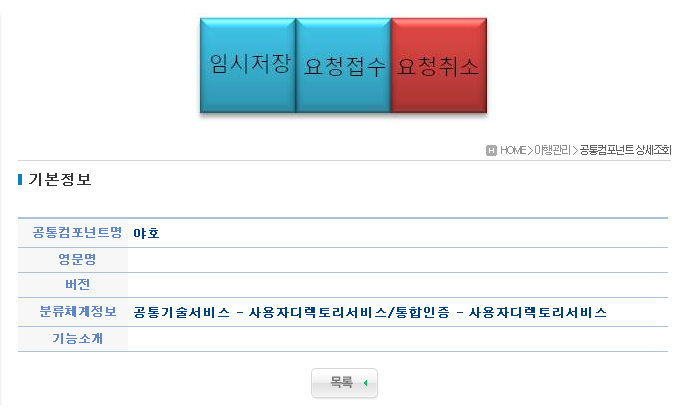 임시저장 요청접수 요청취소
H HOME > 이행관리 > 공통컴포넌트 상세조회
기본정보
공통컴포넌트명 야호
영문명
버전
분류체계정보 공통기술서비스 - 사용자디렉토리서비스/통합인증 - 사용자디렉토리서비스
기능소개
목록